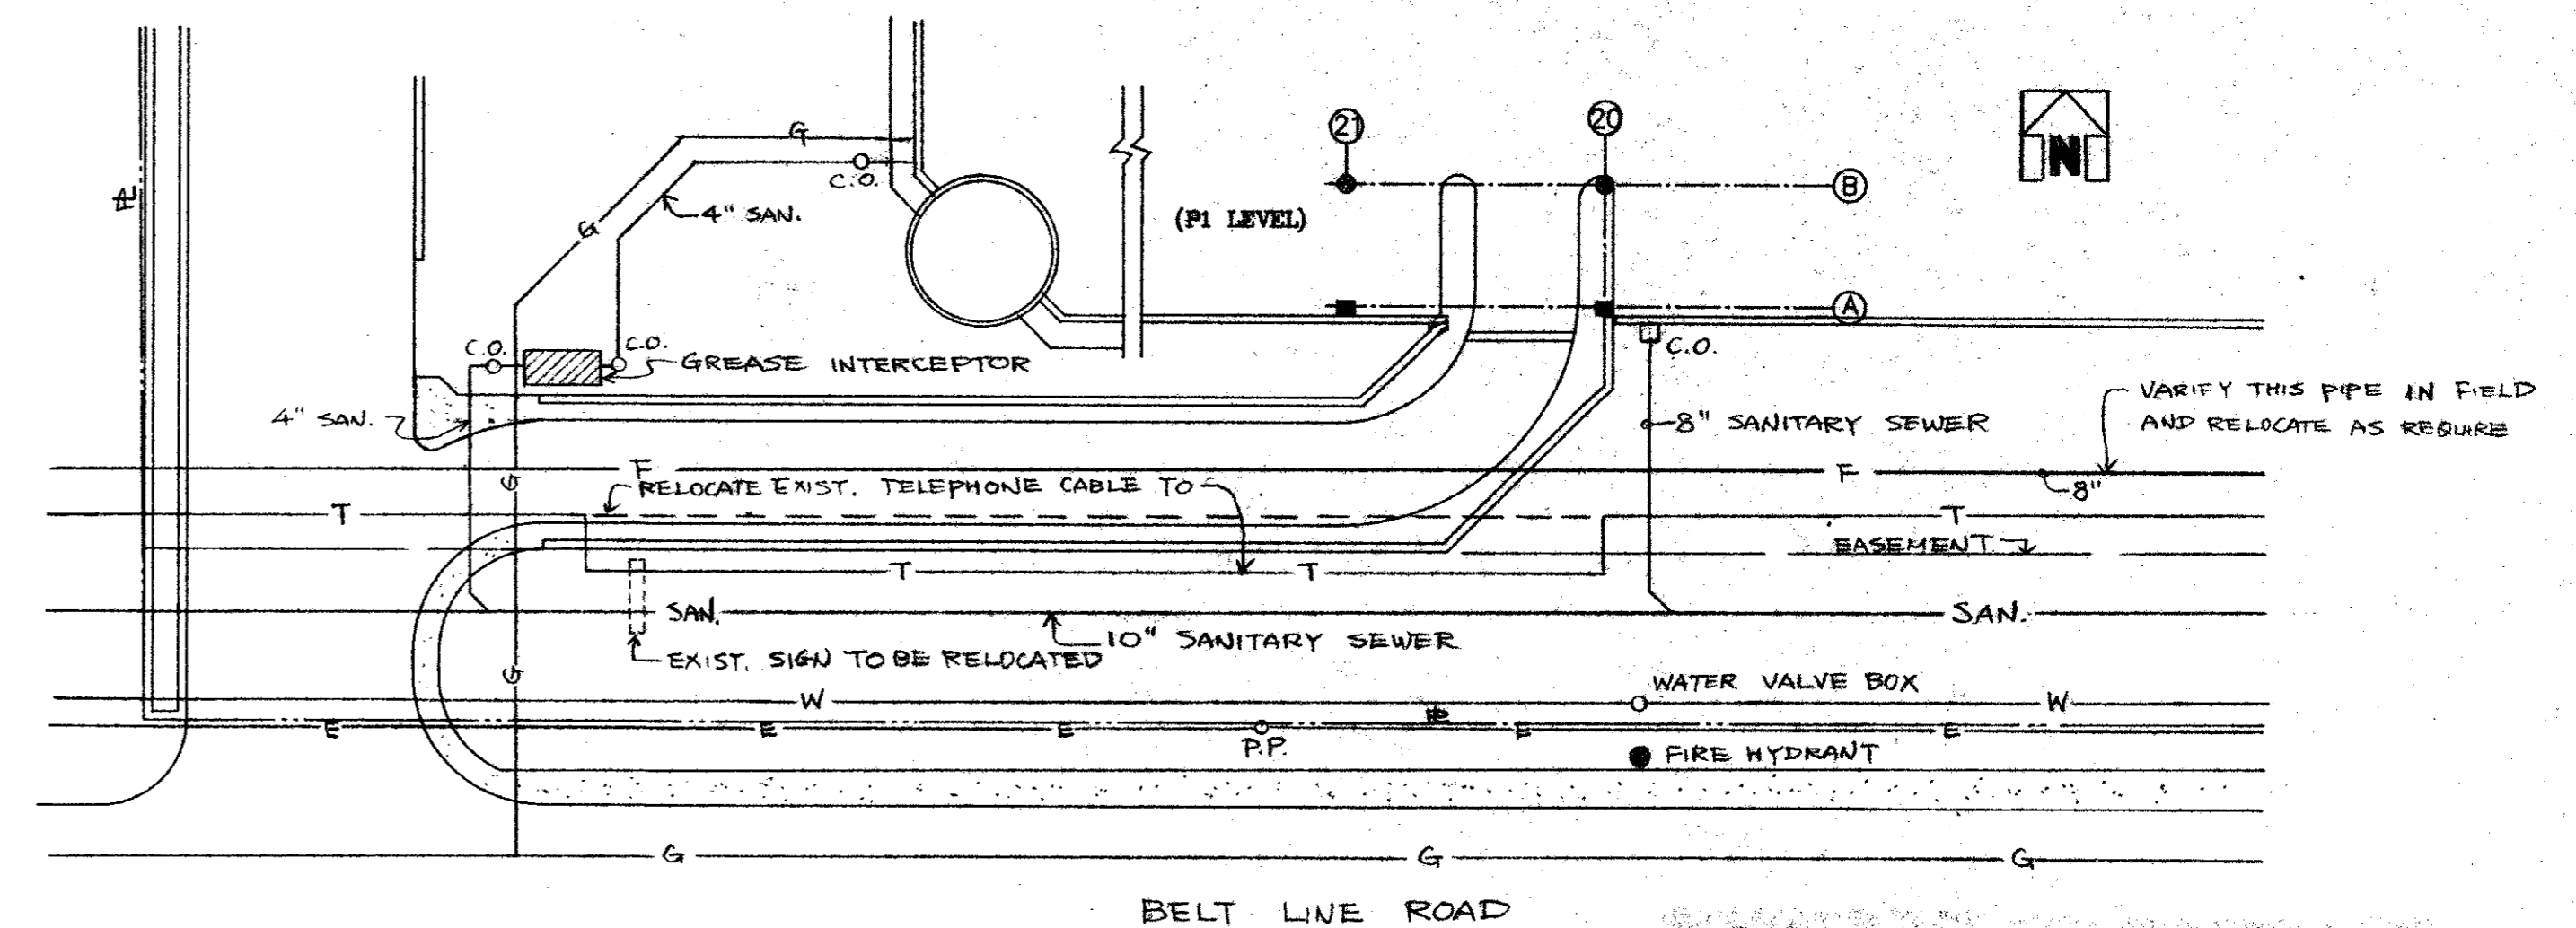 21
20
N
G
C.O.
4" SAN.
B
(P1 LEVEL)
G
A
C.O.
C.O.
GREASE INTERCEPTOR
C.O.
4" SAN.
8" SANITARY SEWER
VARIFY THIS PIPE IN FIELD
AND RELOCATE AS REQUIRE
F
F
8"
G
RELOCATE EXIST. TELEPHONE CABLE TO
T
T
EASEMENT
T
T
SAN.
SAN.
10" SANITARY SEWER
EXIST. SIGN TO BE RELOCATED
G
WATER VALVE BOX
W
W
E
E
E
E
E
P.P.
FIRE HYDRANT
G
G
G
BELT LINE ROAD